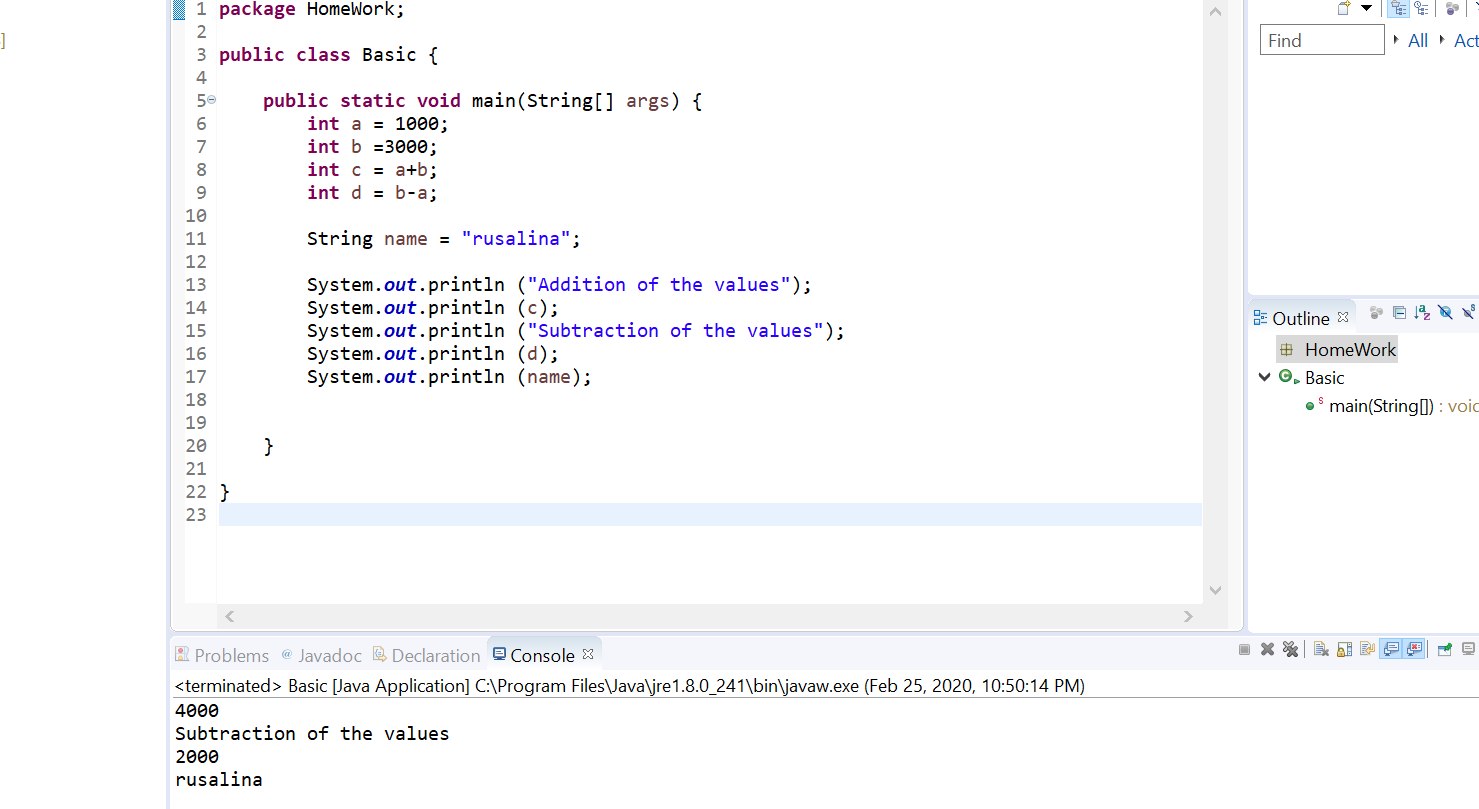 ]
1 package HomeWork;
2
3 public class Basic {
4
5 public static void main(String[] args) {
6 int a = 1000;
7 int b =3000;
8 int c = a+b;
9 int d = b-a;
10
11 String name = "rusalina";
12
13 System.out.println ("Addition of the values");
14 System.out.println (c);
15 System.out.println ("Subtraction of the values");
16 System.out.println (d);
17 System.out.println (name);
18
19
20 }
21
22 }
23
Find All Act
Outline
HomeWork
Basic
main(String[]) : void
Problems @ Javadoc Declaration Console
<terminated> Basic [Java Application] C:\Program Files\Java\jre1.8.0_241\bin\javaw.exe (Feb 25, 2020, 10:50:14 PM)
4000
Subtraction of the values
2000
rusalina